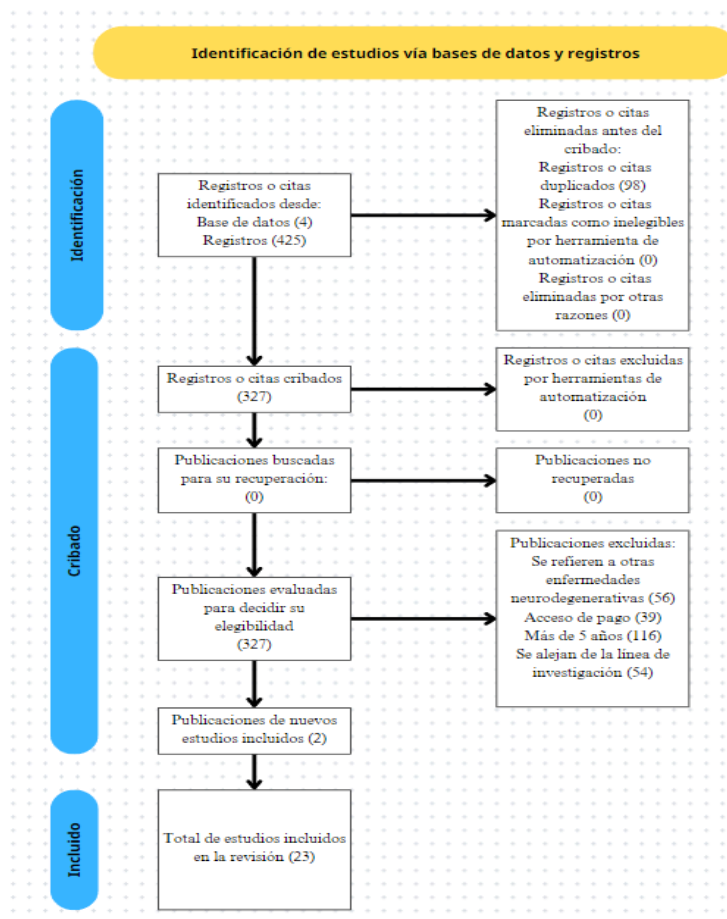 Identificación de estudios vía bases de datos y registros
Identificación
Registros o citas
identificados desde:
Base de datos (4)
Registros (425)
Registros o citas
eliminadas antes del
cribado:
Registros o citas
duplicados (98)
Registros o citas
marcadas como inelegibles
por herramienta de
automatización (0)
Registros o citas
eliminadas por otras
razones (0)
Cribado
Registros o citas cribados
(327)
Registros o citas excluidas
por herramientas de
automatización
(0)
Publicaciones buscadas
para su recuperación:
(0)
Publicaciones no
recuperadas
(0)
Publicaciones evaluadas
para decidir su
elegibilidad
(327)
Publicaciones excluidas:
Se refieren a otras
enfermedades
neurodegenerativas (56)
Acceso de pago (39)
Más de 5 años (116)
Se alejan de la línea de
investigación (54)
Publicaciones de nuevos
estudios incluidos (2)
Incluido
Total de estudios incluidos
en la revisión (23)